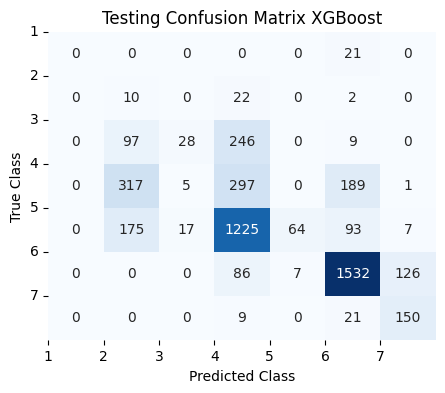 Testing Confusion Matrix XGBoost
1
0 0 0 0 0 21 0
2
0 10 0 22 0 2 0
3
0 97 28 246 0 9 0
4
0 317 5 297 0 189 1
5
0 175 17 1225 64 93 7
6
0 0 0 86 7 1532 126
7
0 0 0 9 0 21 150
True Class
1 2 3 4 5 6 7
Predicted Class